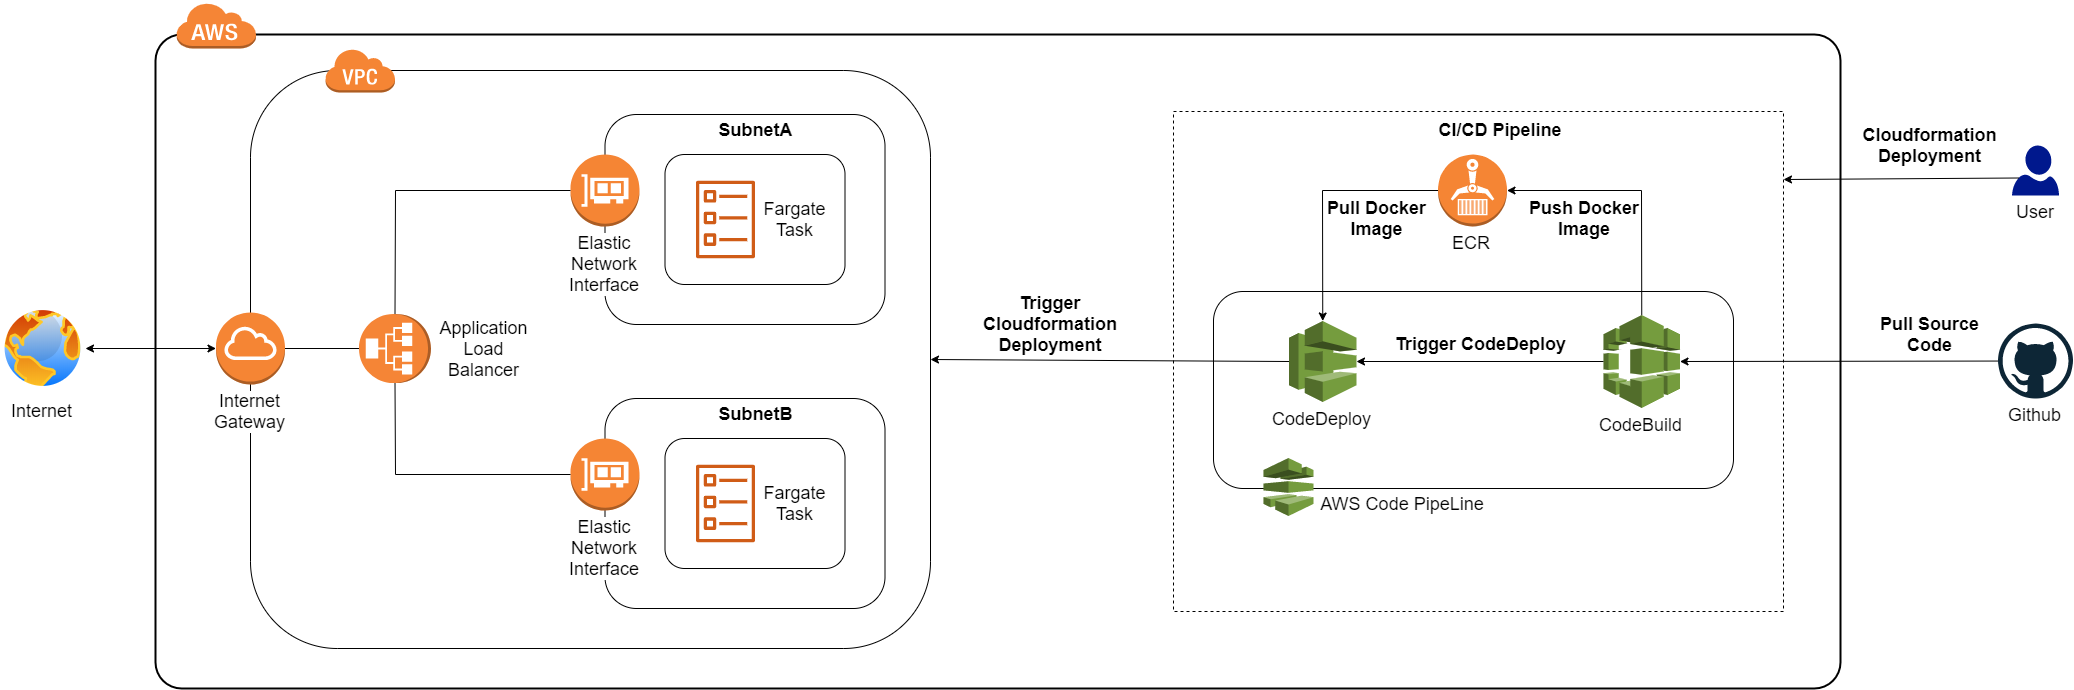 AWS
VPC
SubnetA
Fargate
Task
Elastic
Network
Interface
Application
Load
Balancer
Internet
Internet
Gateway
SubnetB
Fargate
Task
Elastic
Network
Interface
Trigger
Cloudformation
Deployment
CI/CD Pipeline
Pull Docker
Image
ECR
Push Docker
Image
Trigger CodeDeploy
CodeDeploy
CodeBuild
AWS Code PipeLine
Cloudformation
Deployment
User
Pull Source
Code
Github